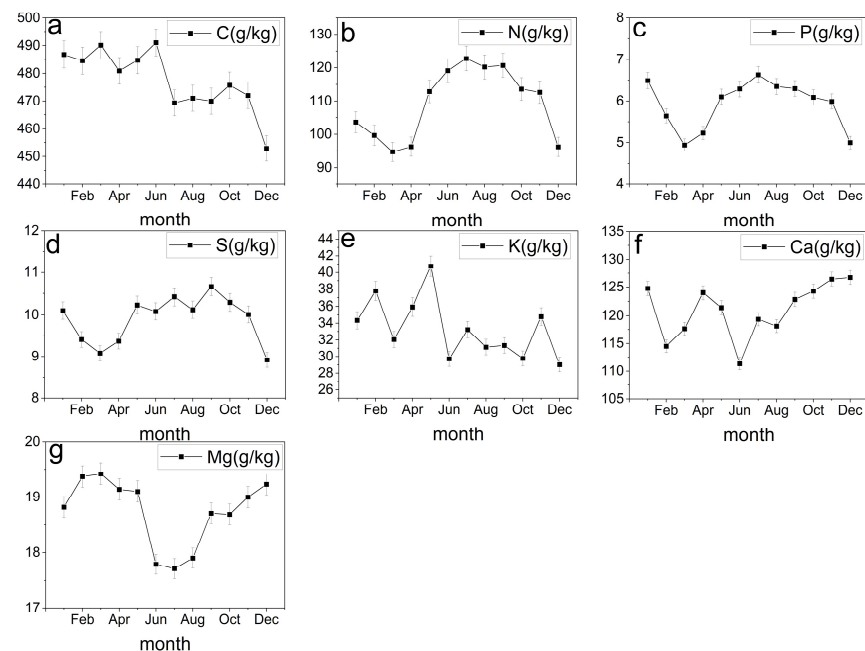 a
C(g/kg)
500
490
480
470
460
450
440
Feb Apr Jun Aug Oct Dec
month
b
N(g/kg)
130
120
110
100
90
Feb Apr Jun Aug Oct Dec
month
c
P(g/kg)
8
7
6
5
4
Feb Apr Jun Aug Oct Dec
month
d
S(g/kg)
12
11
10
9
8
Feb Apr Jun Aug Oct Dec
month
e
K(g/kg)
44
42
40
38
36
34
32
30
28
26
Feb Apr Jun Aug Oct Dec
month
f
Ca(g/kg)
135
130
125
120
115
110
105
Feb Apr Jun Aug Oct Dec
month
g
Mg(g/kg)
20
19
18
17
Feb Apr Jun Aug Oct Dec
month